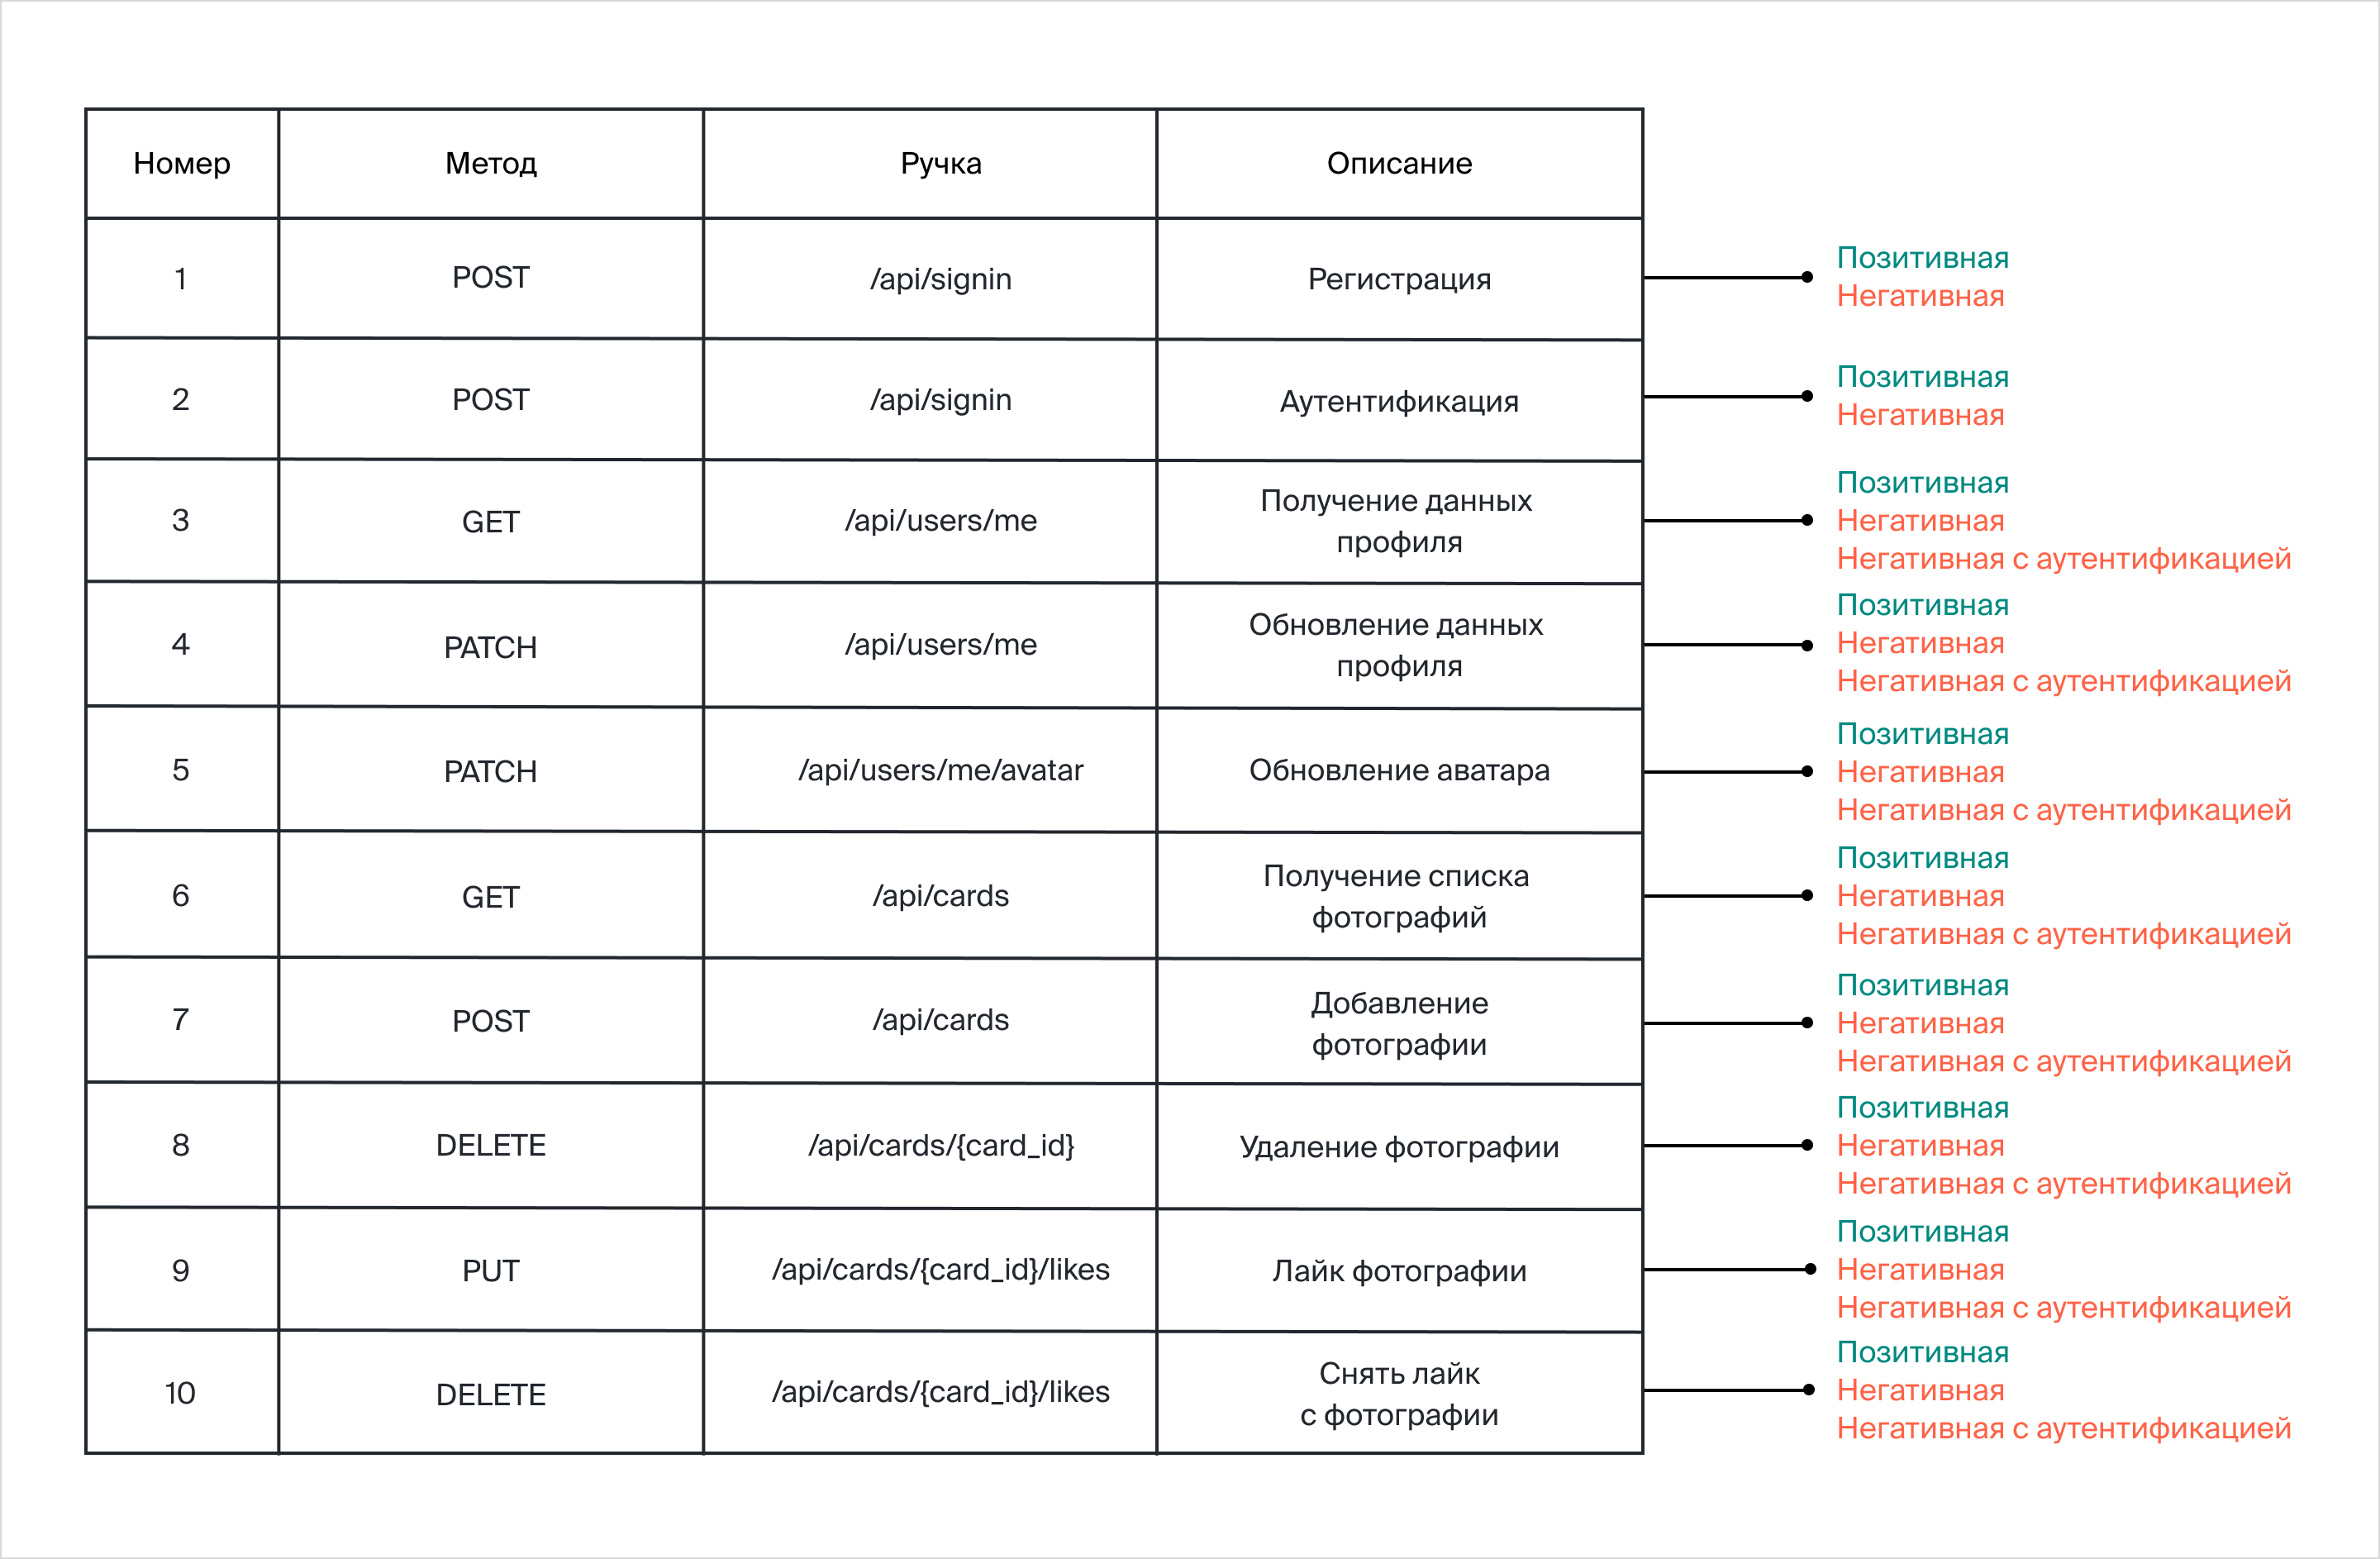 Номер Метод Ручка Описание
1 POST /api/signin Регистрация
Позитивная
Негативная
2 POST /api/signin Аутентификация
Позитивная
Негативная
3 GET /api/users/me Получение данных
профиля
Позитивная
Негативная
Негативная с аутентификацией
4 PATCH /api/users/me Обновление данных
профиля
Позитивная
Негативная
Негативная с аутентификацией
5 PATCH /api/users/me/avatar Обновление аватара
Позитивная
Негативная
Негативная с аутентификацией
6 GET /api/cards Получение списка
фотографий
Позитивная
Негативная
Негативная с аутентификацией
7 POST /api/cards Добавление
фотографии
Позитивная
Негативная
Негативная с аутентификацией
8 DELETE /api/cards/{card_id} Удаление фотографии
Позитивная
Негативная
Негативная с аутентификацией
9 PUT /api/cards/{card_id}/likes Лайк фотографии
Позитивная
Негативная
Негативная с аутентификацией
10 DELETE /api/cards/{card_id}/likes Снять лайк
с фотографии
Позитивная
Негативная
Негативная с аутентификацией